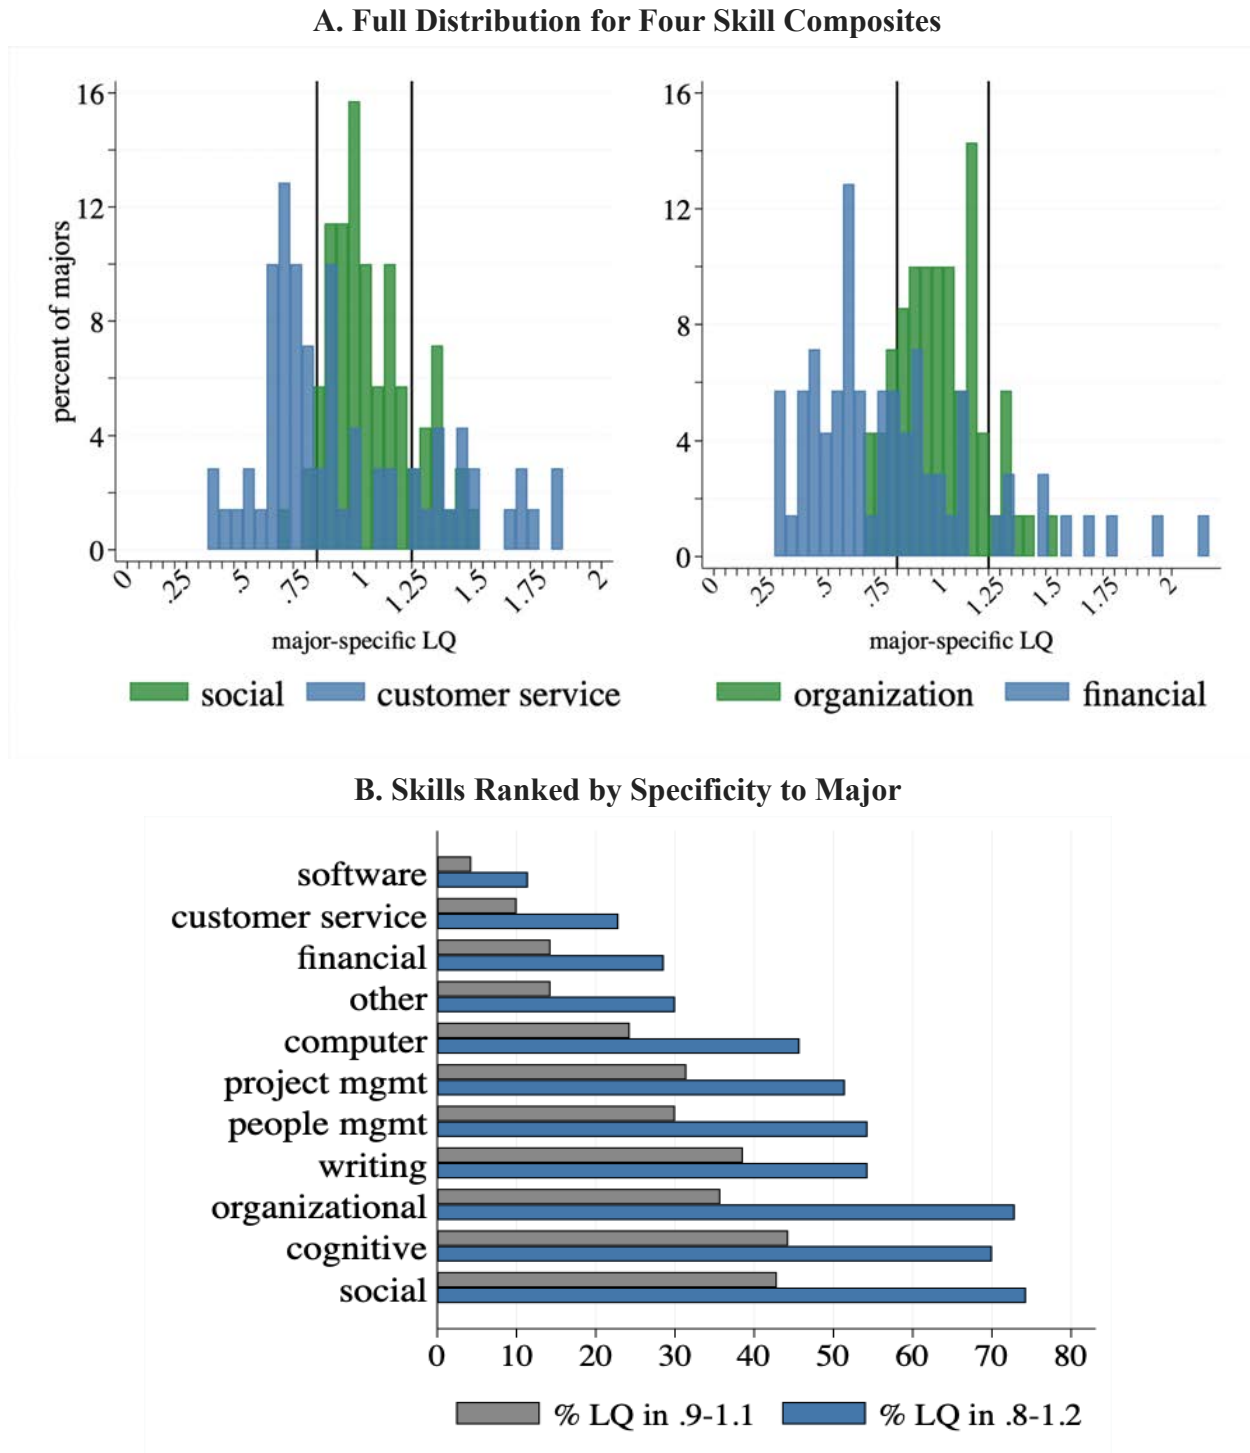 A. Full Distribution for Four Skill Composites
percent of majors
16
12
8
4
0
0 .25 .5 .75 1 1.25 1.5 1.75 2
major-specific LQ
social customer service
16
12
8
4
0
0 .25 .5 .75 1 1.25 1.5 1.75 2
major-specific LQ
organization financial
B. Skills Ranked by Specificity to Major
software
customer service
financial
other
computer
project mgmt
people mgmt
writing
organizational
cognitive
social
0 10 20 30 40 50 60 70 80
% LQ in .9-1.1 % LQ in .8-1.2